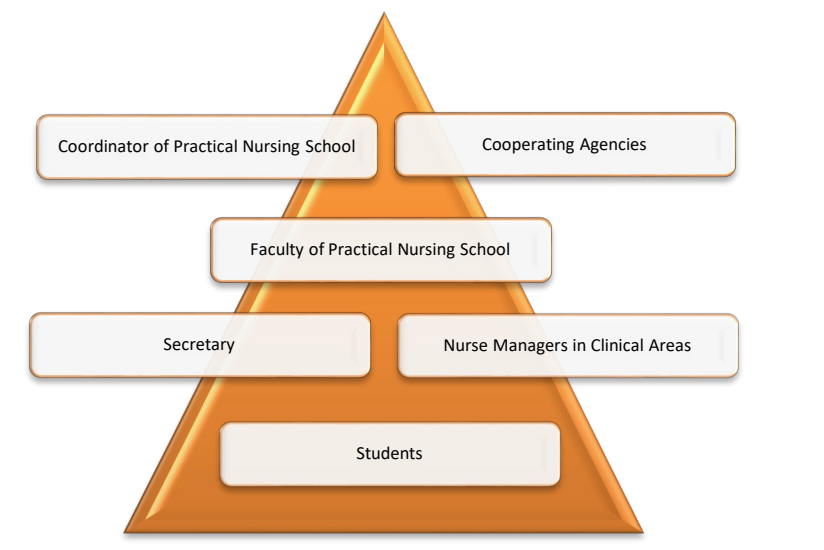 Coordinator of Practical Nursing School
Cooperating Agencies
Faculty of Practical Nursing School
Secretary
Nurse Managers in Clinical Areas
Students